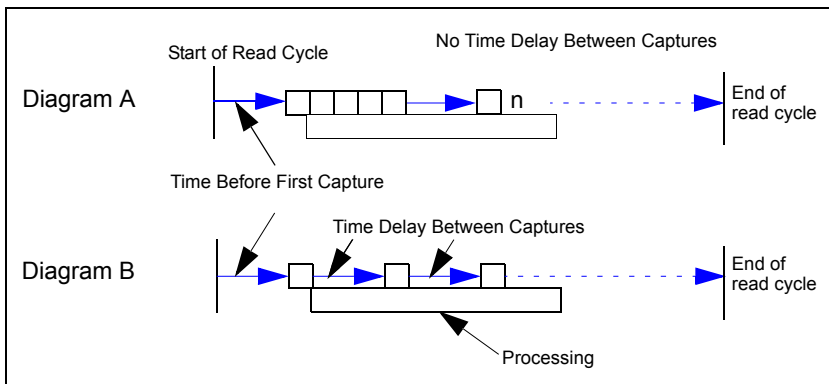 No Time Delay Between Captures
Start of Read Cycle
Diagram A
n
End of
read cycle
Time Before First Capture
Time Delay Between Captures
Diagram B
End of
read cycle
Processing